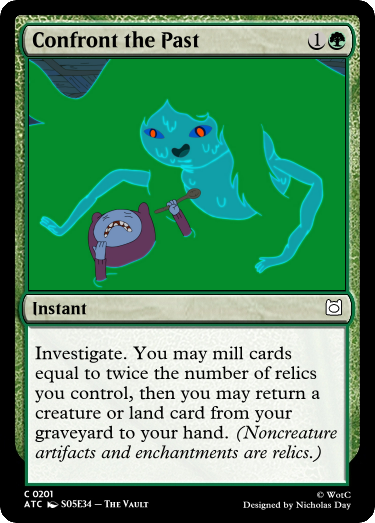 Confront the Past 1
Instant
Investigate. You may mill cards
equal to twice the number of relics
you control, then you may return a
creature or land card from your
graveyard to your hand. (Noncreature
artifacts and enchantments are relics.)
C 0201
© WotC
ATC S05E34 – The Vault
Designed by Nicholas Day